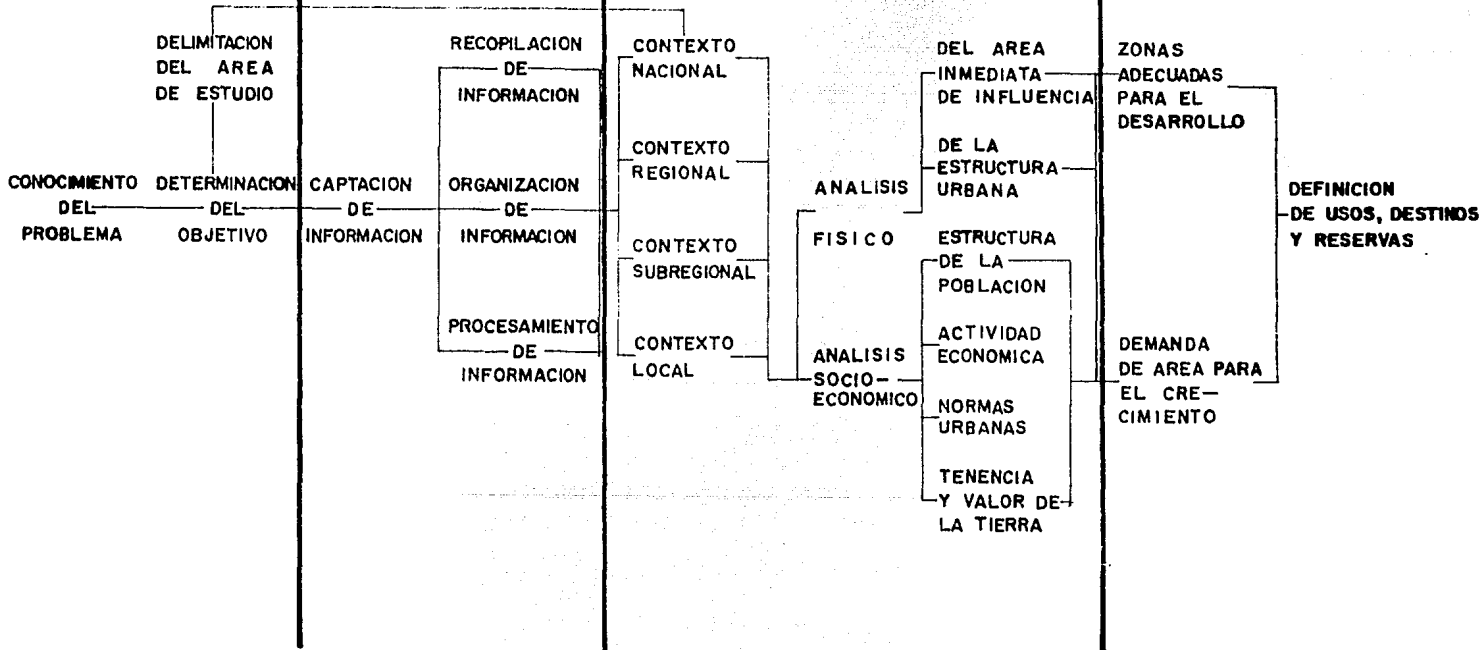 CONOCIMIENTO
DEL
PROBLEMA
DELIMITACION
DEL AREA
DE ESTUDIO
DETERMINACION
DEL
OBJETIVO
CAPTACION
DE
INFORMACION
RECOPILACION
DE
INFORMACION
ORGANIZACION
DE
INFORMACION
PROCESAMIENTO
DE
INFORMACION
CONTEXTO
NACIONAL
CONTEXTO
REGIONAL
CONTEXTO
SUBREGIONAL
CONTEXTO
LOCAL
ANALISIS
FISICO
ANALISIS
SOCIO-
ECONOMICO
DEL AREA
INMEDIATA
DE INFLUENCIA
DE LA
ESTRUCTURA
URBANA
ESTRUCTURA
DE LA
POBLACION
ACTIVIDAD
ECONOMICA
NORMAS
URBANAS
TENENCIA
Y VALOR DE
LA TIERRA
ZONAS
ADECUADAS
PARA EL
DESARROLLO
DEMANDA
DE AREA PARA
EL CRE-
CIMIENTO
DEFINICION
DE USOS, DESTINOS
Y RESERVAS